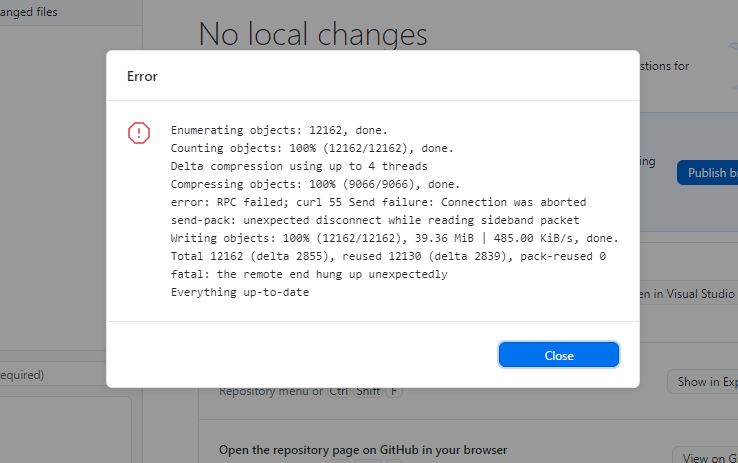 anged files
No local changes
stions for
Error
Enumerating objects: 12162, done.
Counting objects: 100% (12162/12162), done.
Delta compression using up to 4 threads
Compressing objects: 100% (9066/9066), done.
error: RPC failed; curl 55 Send failure: Connection was aborted
send-pack: unexpected disconnect while reading sideband packet
Writing objects: 100% (12162/12162), 39.36 MiB | 485.00 KiB/s, done.
Total 12162 (delta 2855), reused 12130 (delta 2839), pack-reused 0
fatal: the remote end hung up unexpectedly
Everything up-to-date
ing
Publish b
en in Visual Studio
Close
equired)
Repository menu or Ctrl Shift F
Show in Exp
Open the repository page on GitHub in your browser
View on G